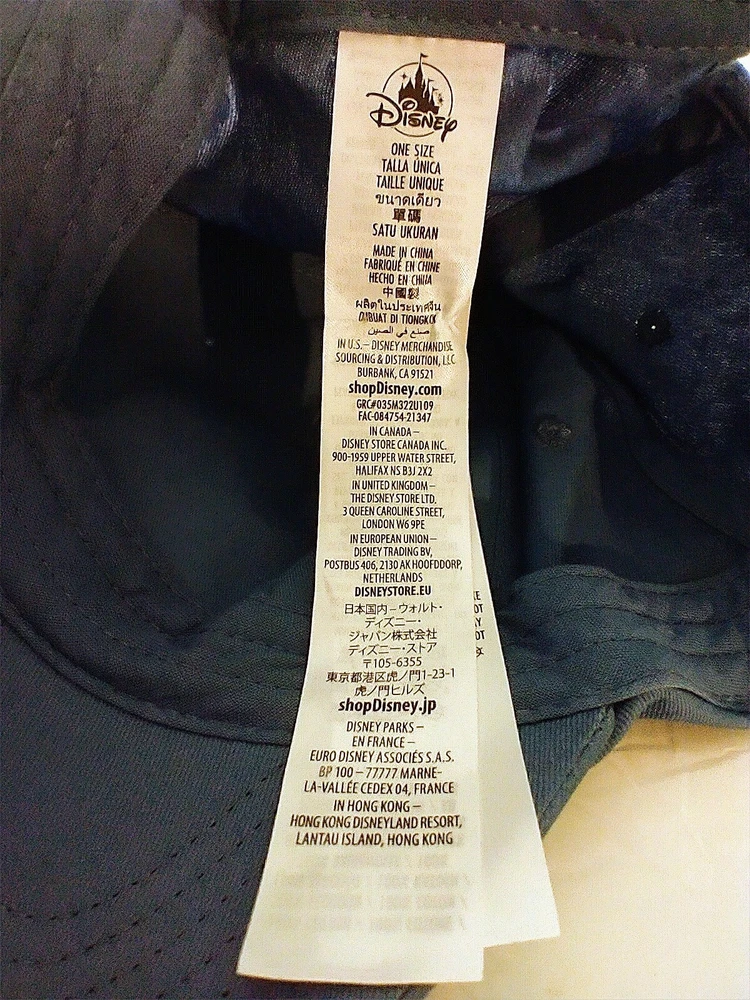 Disney
ONE SIZE
TALLA ÚNICA
TAILLE UNIQUE
ขนาดเดียว
單碼
SATU UKURAN
MADE IN CHINA
FABRIQUÉ EN CHINE
HECHO EN CHINA
中國製
ผลิตในประเทศจีน
DIBUAT DI TIONGKOK
صنع في الصين
IN U.S. – DISNEY MERCHANDISE
SOURCING & DISTRIBUTION, LLC
BURBANK, CA 91521
shopDisney.com
GRC#035M322U109
FAC-084754-21347
IN CANADA –
DISNEY STORE CANADA INC.
900-1959 UPPER WATER STREET,
HALIFAX NS B3J 2X2
IN UNITED KINGDOM –
THE DISNEY STORE LTD.
3 QUEEN CAROLINE STREET,
LONDON W6 9PE
IN EUROPEAN UNION –
DISNEY TRADING BV,
POSTBUS 406, 2130 AK HOOFDDORP,
NETHERLANDS
DISNEYSTORE.EU
日本国内 – ウォルト・
ディズニー・
ジャパン株式会社
ディズニー・ストア
〒105-6355
東京都港区虎ノ門1-23-1
虎ノ門ヒルズ
shopDisney.jp
DISNEY PARKS –
EN FRANCE –
EURO DISNEY ASSOCIÉS S.A.S.
BP 100 – 77777 MARNE-
LA-VALLÉE CEDEX 04, FRANCE
IN HONG KONG –
HONG KONG DISNEYLAND RESORT,
LANTAU ISLAND, HONG KONG